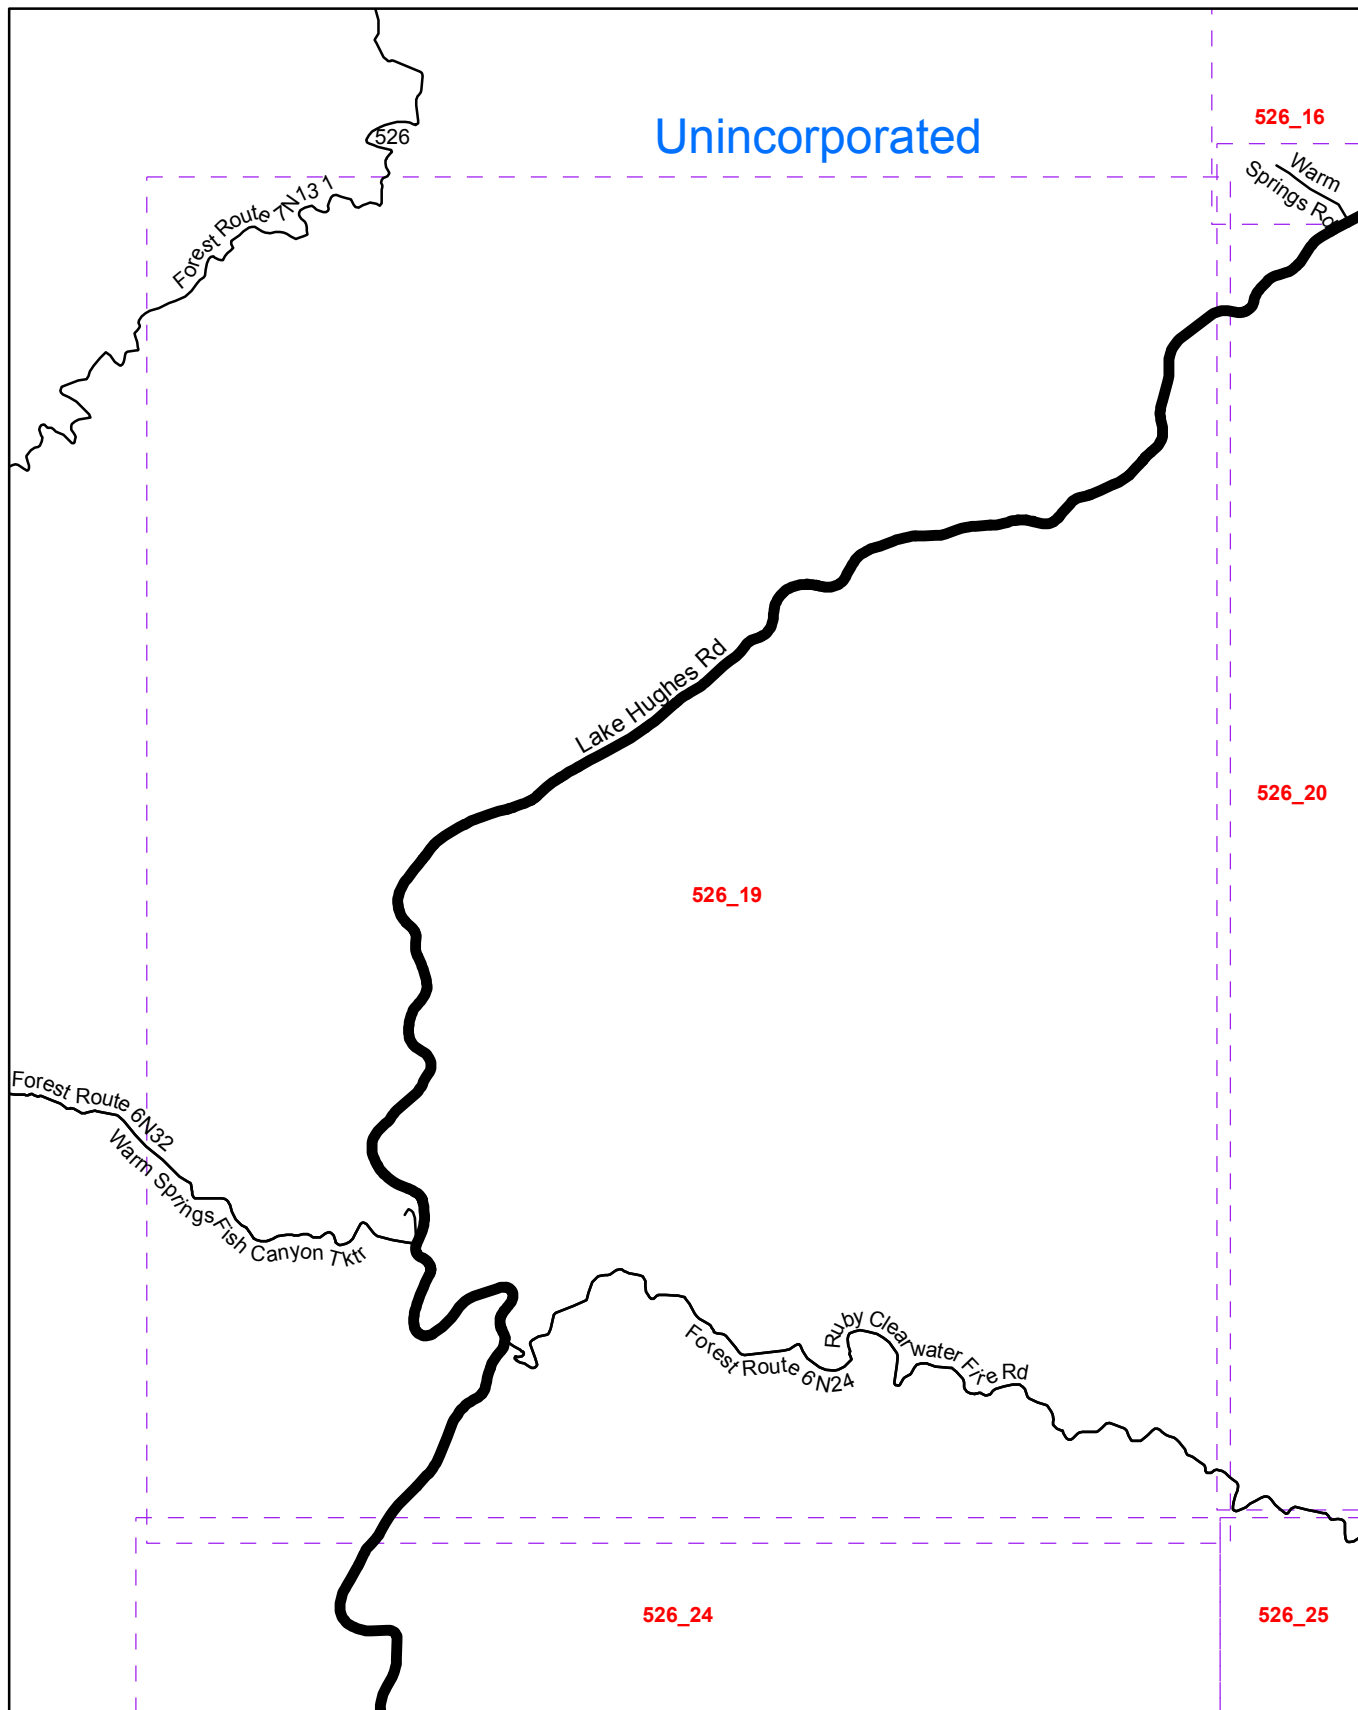 526_16
Unincorporated
526
Warm
Springs Rd
Forest Route 7N13 1
Lake Hughes Rd
526_20
526_19
Forest Route 6N32
Warm Springs Fish Canyon Tktr
Ruby Clearwater Fire Rd
Forest Route 6N24
526_24
526_25